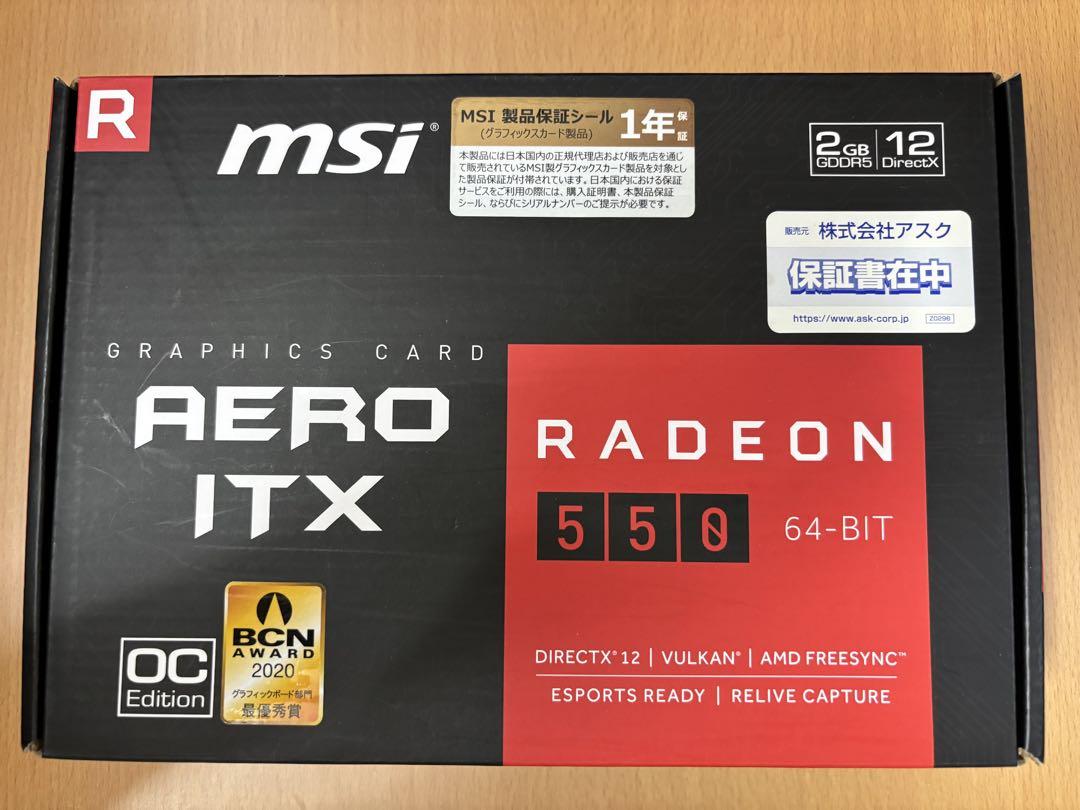 R
msi®
MSI 製品保証シール
(グラフィックスカード製品)
1年保証
本製品には日本国内の正規代理店および販売店を通じ
て販売されているMSI製グラフィックスカード製品を対象とし
た製品保証が付帯されています。日本国内における保証
サービスをご利用の際には、購入証明書、本製品保証
シール、ならびにシリアルナンバーのご提示が必要です。
2GB
GDDR5
12
DirectX
販売元 株式会社アスク
保証書在中
https://www.ask-corp.jp
Z0296
GRAPHICS CARD
AERO
ITX
RADEON
550
64-BIT
OC
Edition
BCN
AWARD
2020
グラフィックボード部門
最優秀賞
DIRECTX® 12 | VULKAN® | AMD FREESYNC™
ESPORTS READY | RELIVE CAPTURE